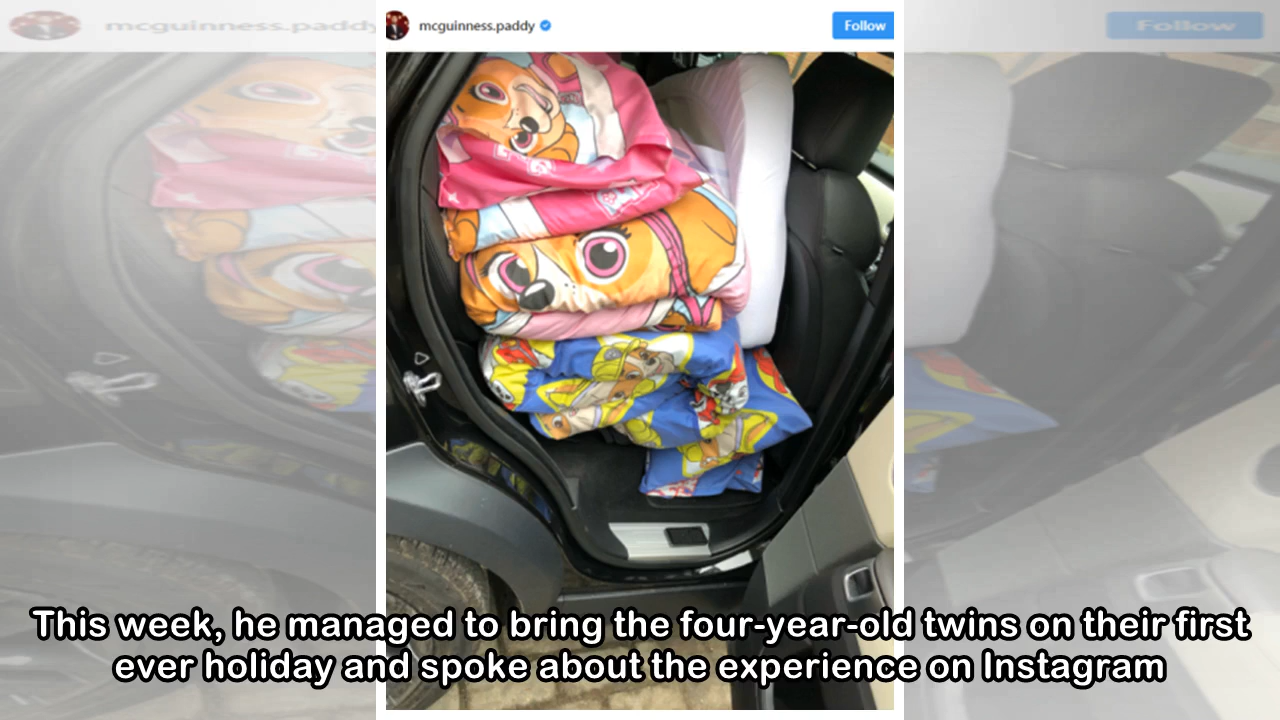 mcguinness.paddy
Follow
This week, he managed to bring the four-year-old twins on their first
ever holiday and spoke about the experience on Instagram